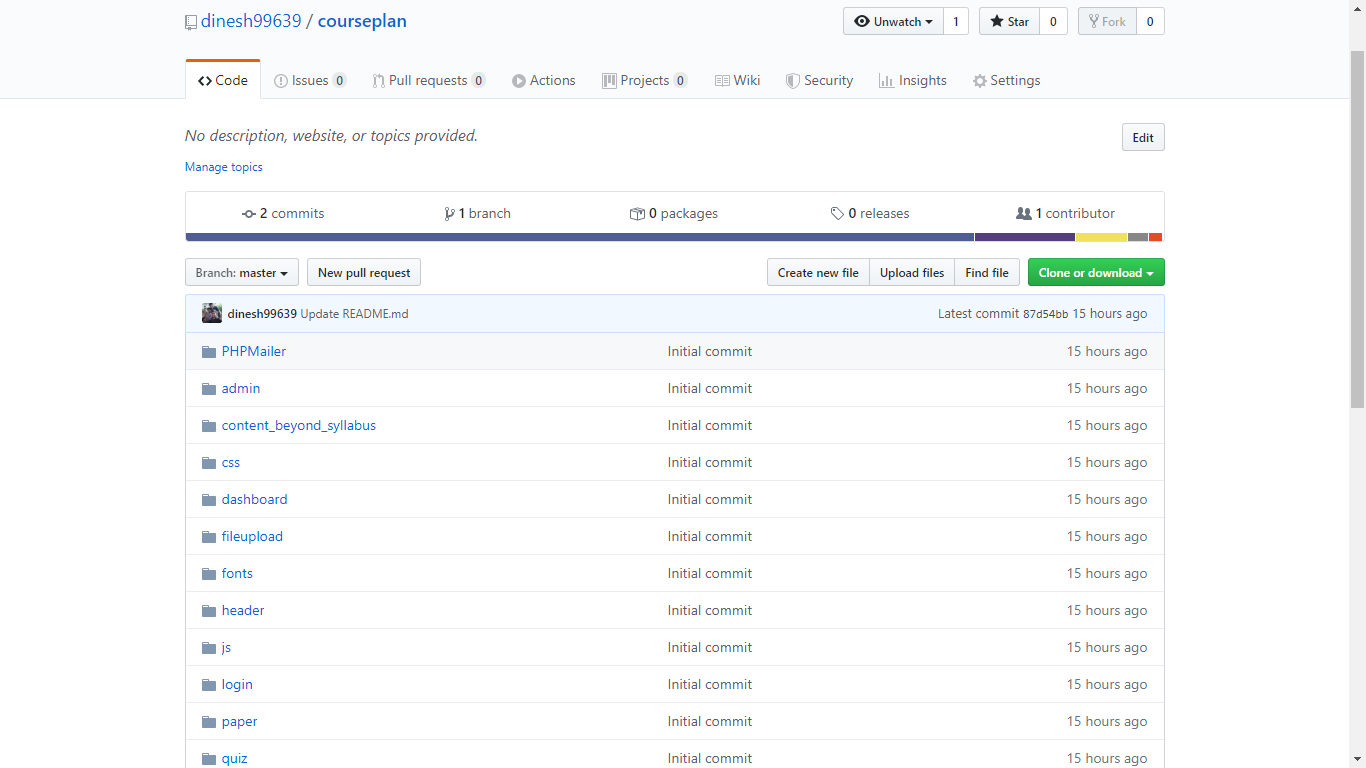 dinesh99639 / courseplan Unwatch 1 Star 0 Fork 0
Code Issues 0 Pull requests 0 Actions Projects 0 Wiki Security Insights Settings
No description, website, or topics provided. Edit
Manage topics
2 commits 1 branch 0 packages 0 releases 1 contributor
Branch: master New pull request Create new file Upload files Find file Clone or download
dinesh99639 Update README.md Latest commit 87d54bb 15 hours ago
PHPMailer Initial commit 15 hours ago
admin Initial commit 15 hours ago
content_beyond_syllabus Initial commit 15 hours ago
css Initial commit 15 hours ago
dashboard Initial commit 15 hours ago
fileupload Initial commit 15 hours ago
fonts Initial commit 15 hours ago
header Initial commit 15 hours ago
js Initial commit 15 hours ago
login Initial commit 15 hours ago
paper Initial commit 15 hours ago
quiz Initial commit 15 hours ago